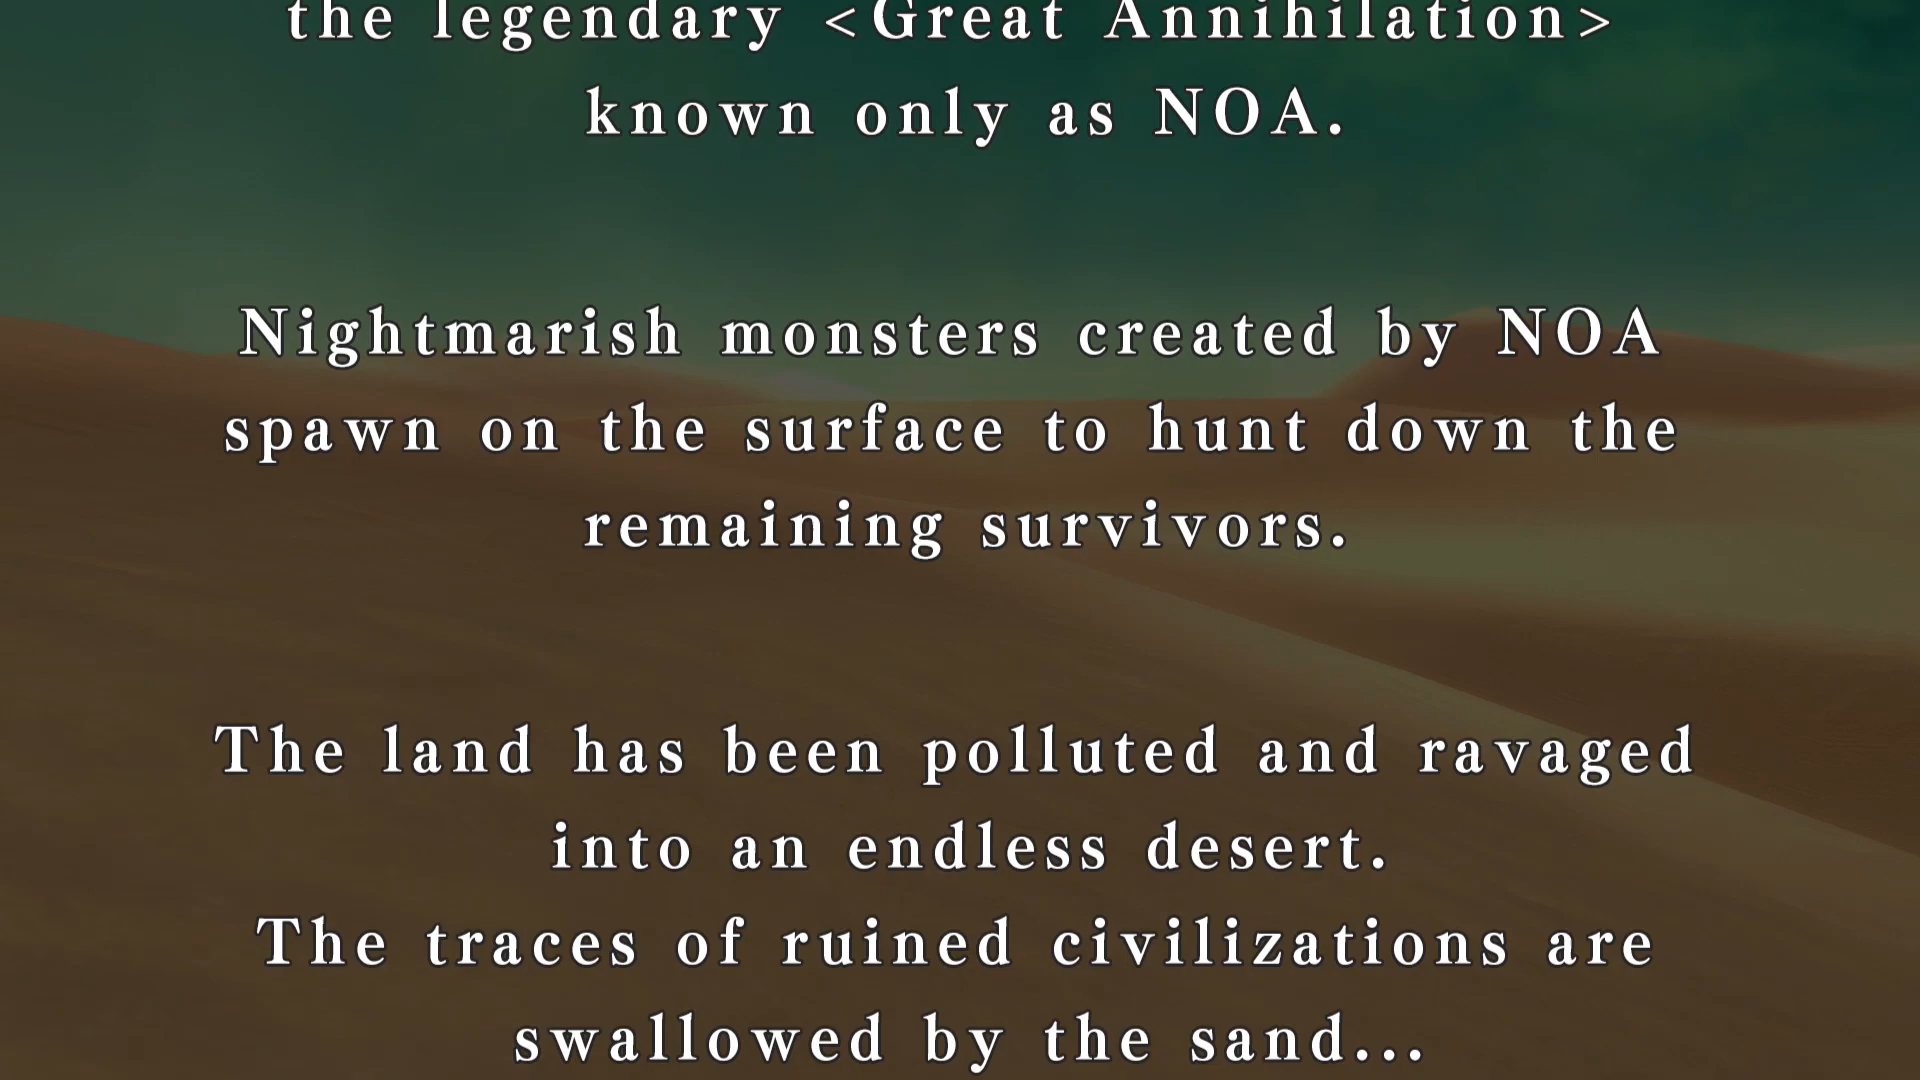 the legendary <Great Annihilation>
known only as NOA.
Nightmarish monsters created by NOA
spawn on the surface to hunt down the
remaining survivors.
The land has been polluted and ravaged
into an endless desert.
The traces of ruined civilizations are
swallowed by the sand...